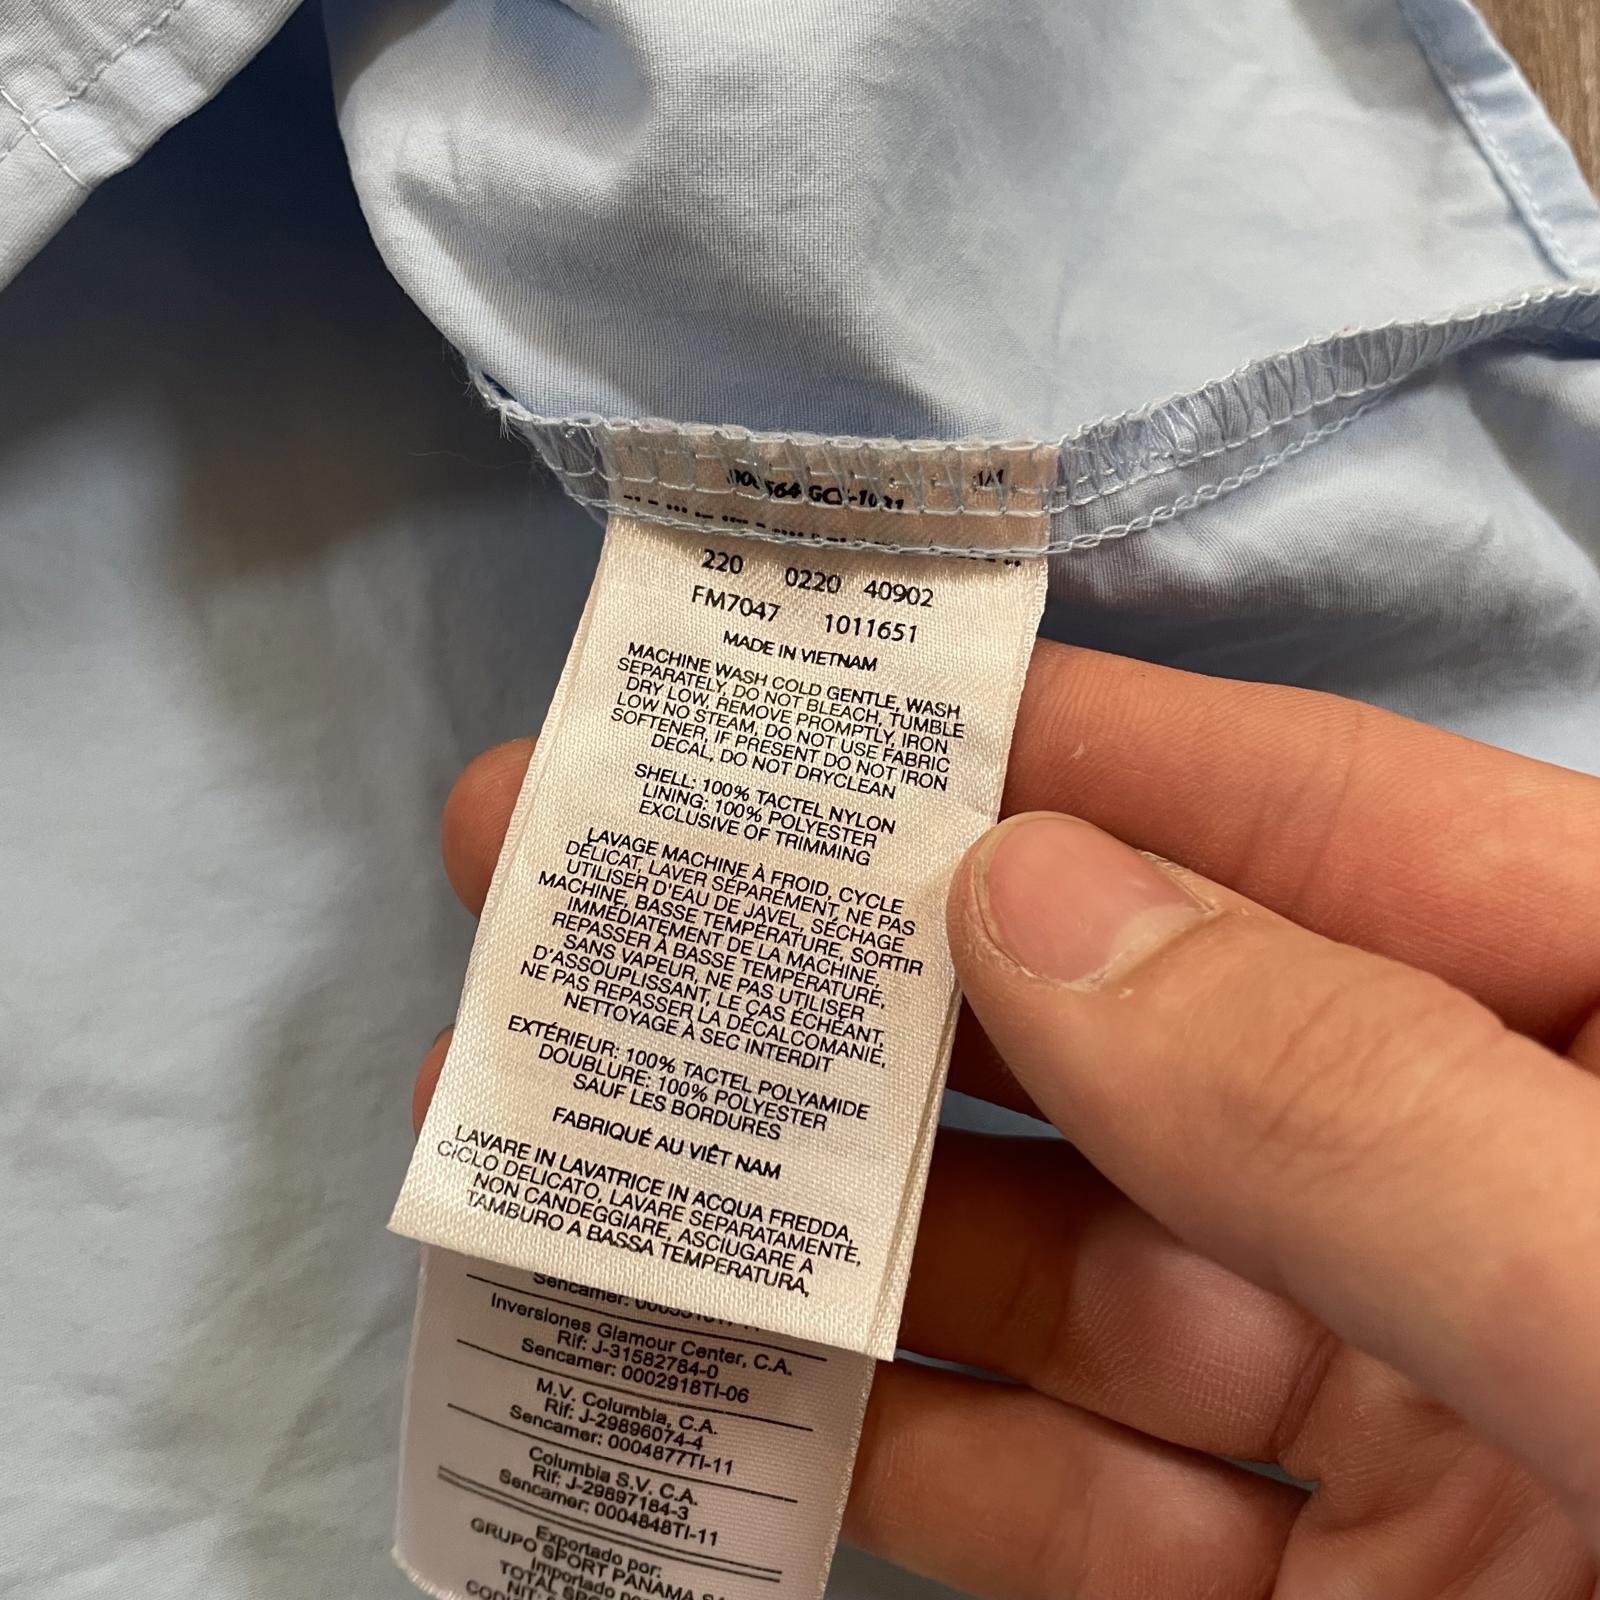 220 0220 40902
FM7047 1011651
MADE IN VIETNAM
MACHINE WASH COLD GENTLE, WASH
SEPARATELY, DO NOT BLEACH, TUMBLE
DRY LOW, REMOVE PROMPTLY, IRON
LOW NO STEAM, DO NOT USE FABRIC
SOFTENER, IF PRESENT DO NOT IRON
DECAL, DO NOT DRYCLEAN
SHELL: 100% TACTEL NYLON
LINING: 100% POLYESTER
EXCLUSIVE OF TRIMMING
LAVAGE MACHINE À FROID, CYCLE
DÉLICAT, LAVER SÉPARÉMENT, NE PAS
UTILISER D'EAU DE JAVEL, SÉCHAGE
MACHINE, BASSE TEMPÉRATURE, SORTIR
IMMÉDIATEMENT DE LA MACHINE,
REPASSER À BASSE TEMPÉRATURE,
SANS VAPEUR, NE PAS UTILISER
D'ASSOUPLISSANT, LE CAS ÉCHÉANT,
NE PAS REPASSER LA DÉCALCOMANIE,
NETTOYAGE À SEC INTERDIT
EXTÉRIEUR: 100% TACTEL POLYAMIDE
DOUBLURE: 100% POLYESTER
SAUF LES BORDURES
FABRIQUÉ AU VIÊT NAM
LAVARE IN LAVATRICE IN ACQUA FREDDA,
CICLO DELICATO, LAVARE SEPARATAMENTE,
NON CANDEGGIARE, ASCIUGARE A
TAMBURO A BASSA TEMPERATURA,
Sencamer:
Inversiones Glamour Center, C.A.
Rif: J-31582784-0
Sencamer: 0002918TI-06
M.V. Columbia, C.A.
Rif: J-29896074-4
Sencamer: 0004877TI-11
Columbia S.V. C.A.
Rif: J-29897184-3
Sencamer: 0004848TI-11
Exportado por:
GRUPO SPORT PANAMA
Importado por:
TOTAL
NIT: